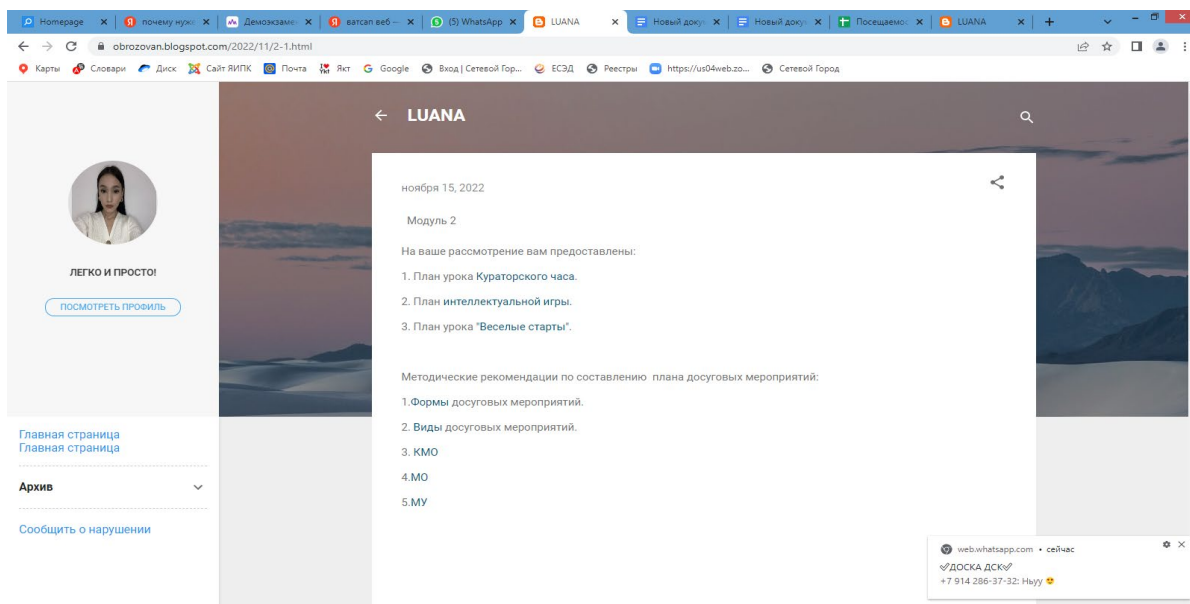 Homepage
почему нуж
Демоэкзаме
ватсап веб —
(5) WhatsApp
LUANA
Новый доку
Новый доку
Посещаемос
LUANA
obrozovan.blogspot.com/2022/11/2-1.html
Карты
Словари
Диск
Сайт ЯИПК
Почта
Якт
Google
Вход | Сетевой Гор...
ЕСЭД
Реестры
https://us04web.zo...
Сетевой Город
LUANA
ноября 15, 2022
Модуль 2
На ваше рассмотрение вам предоставлены:
1. План урока Кураторского часа.
2. План интеллектуальной игры.
3. План урока "Веселые старты".
Методические рекомендации по составлению плана досуговых мероприятий:
1.Формы досуговых мероприятий.
2. Виды досуговых мероприятий.
3. КМО
4.МО
5.МУ
ЛЕГКО И ПРОСТО!
ПОСМОТРЕТЬ ПРОФИЛЬ
Главная страница
Главная страница
Архив
Сообщить о нарушении
web.whatsapp.com • сейчас
✅ДОСКА ДСК✅
+7 914 286-37-32: Ньуу